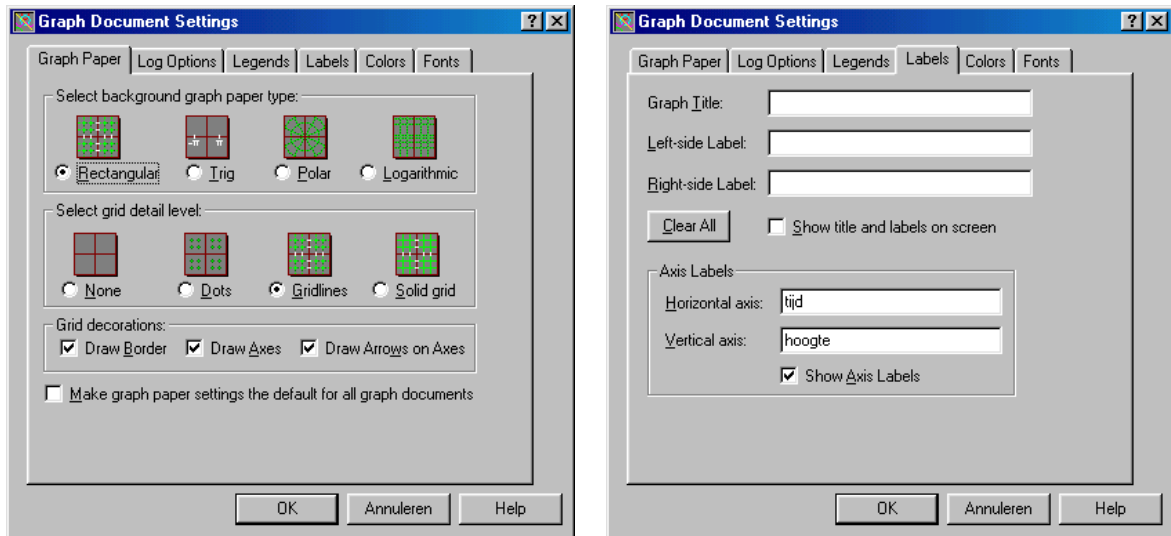 Graph Document Settings
Graph Paper Log Options Legends Labels Colors Fonts
Select background graph paper type:
-π π
Rectangular Trig Polar Logarithmic
Select grid detail level:
None Dots Gridlines Solid grid
Grid decorations:
Draw Border Draw Axes Draw Arrows on Axes
Make graph paper settings the default for all graph documents
OK Annuleren Help
Graph Document Settings
Graph Paper Log Options Legends Labels Colors Fonts
Graph Title:
Left-side Label:
Right-side Label:
Clear All Show title and labels on screen
Axis Labels
Horizontal axis: tijd
Vertical axis: hoogte
Show Axis Labels
OK Annuleren Help